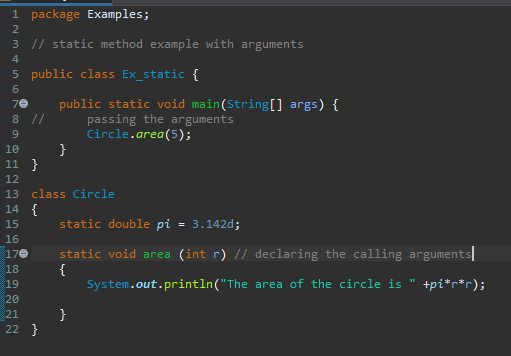 1 package Examples;
2
3 // static method example with arguments
4
5 public class Ex_static {
6
7 public static void main(String[] args) {
8 // passing the arguments
9 Circle.area(5);
10 }
11 }
12
13 class Circle
14 {
15 static double pi = 3.142d;
16
17 static void area (int r) // declaring the calling arguments
18 {
19 System.out.println("The area of the circle is " +pi*r*r);
20
21 }
22 }